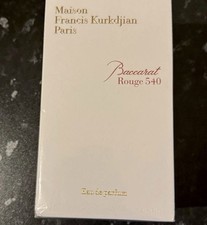 Maison
Francis Kurkdjian
Paris
Baccarat
Rouge 540
Eau de parfum